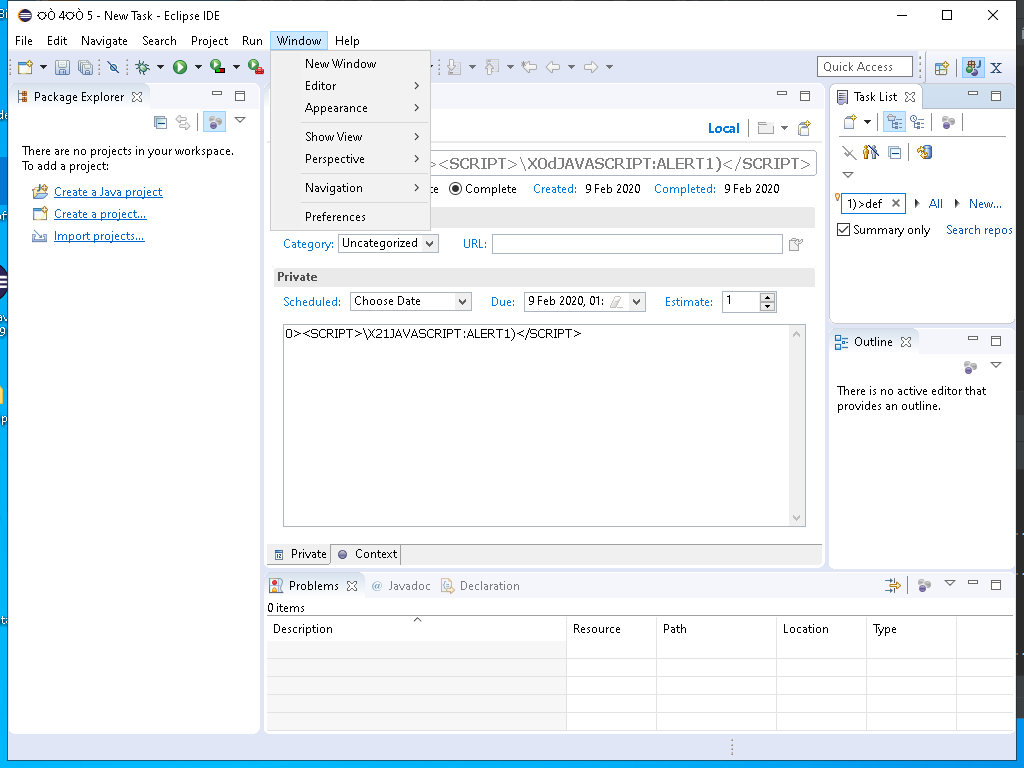 - New Task - Eclipse IDE
File Edit Navigate Search Project Run Window Help
New Window
Editor
Appearance
Show View
Perspective
Navigation
Preferences
Quick Access
Package Explorer
There are no projects in your workspace.
To add a project:
Create a Java project
Create a project...
Import projects...
Local
><SCRIPT>\X0dJAVASCRIPT:ALERT1)</SCRIPT>
Complete Created: 9 Feb 2020 Completed: 9 Feb 2020
Category: Uncategorized URL:
Private
Scheduled: Choose Date Due: 9 Feb 2020, 01: Estimate: 1
0><SCRIPT>\X21JAVASCRIPT:ALERT1)</SCRIPT>
Private Context
Task List
1)>def All New...
Summary only Search repos
Outline
There is no active editor that
provides an outline.
Problems @ Javadoc Declaration
0 items
Description Resource Path Location Type